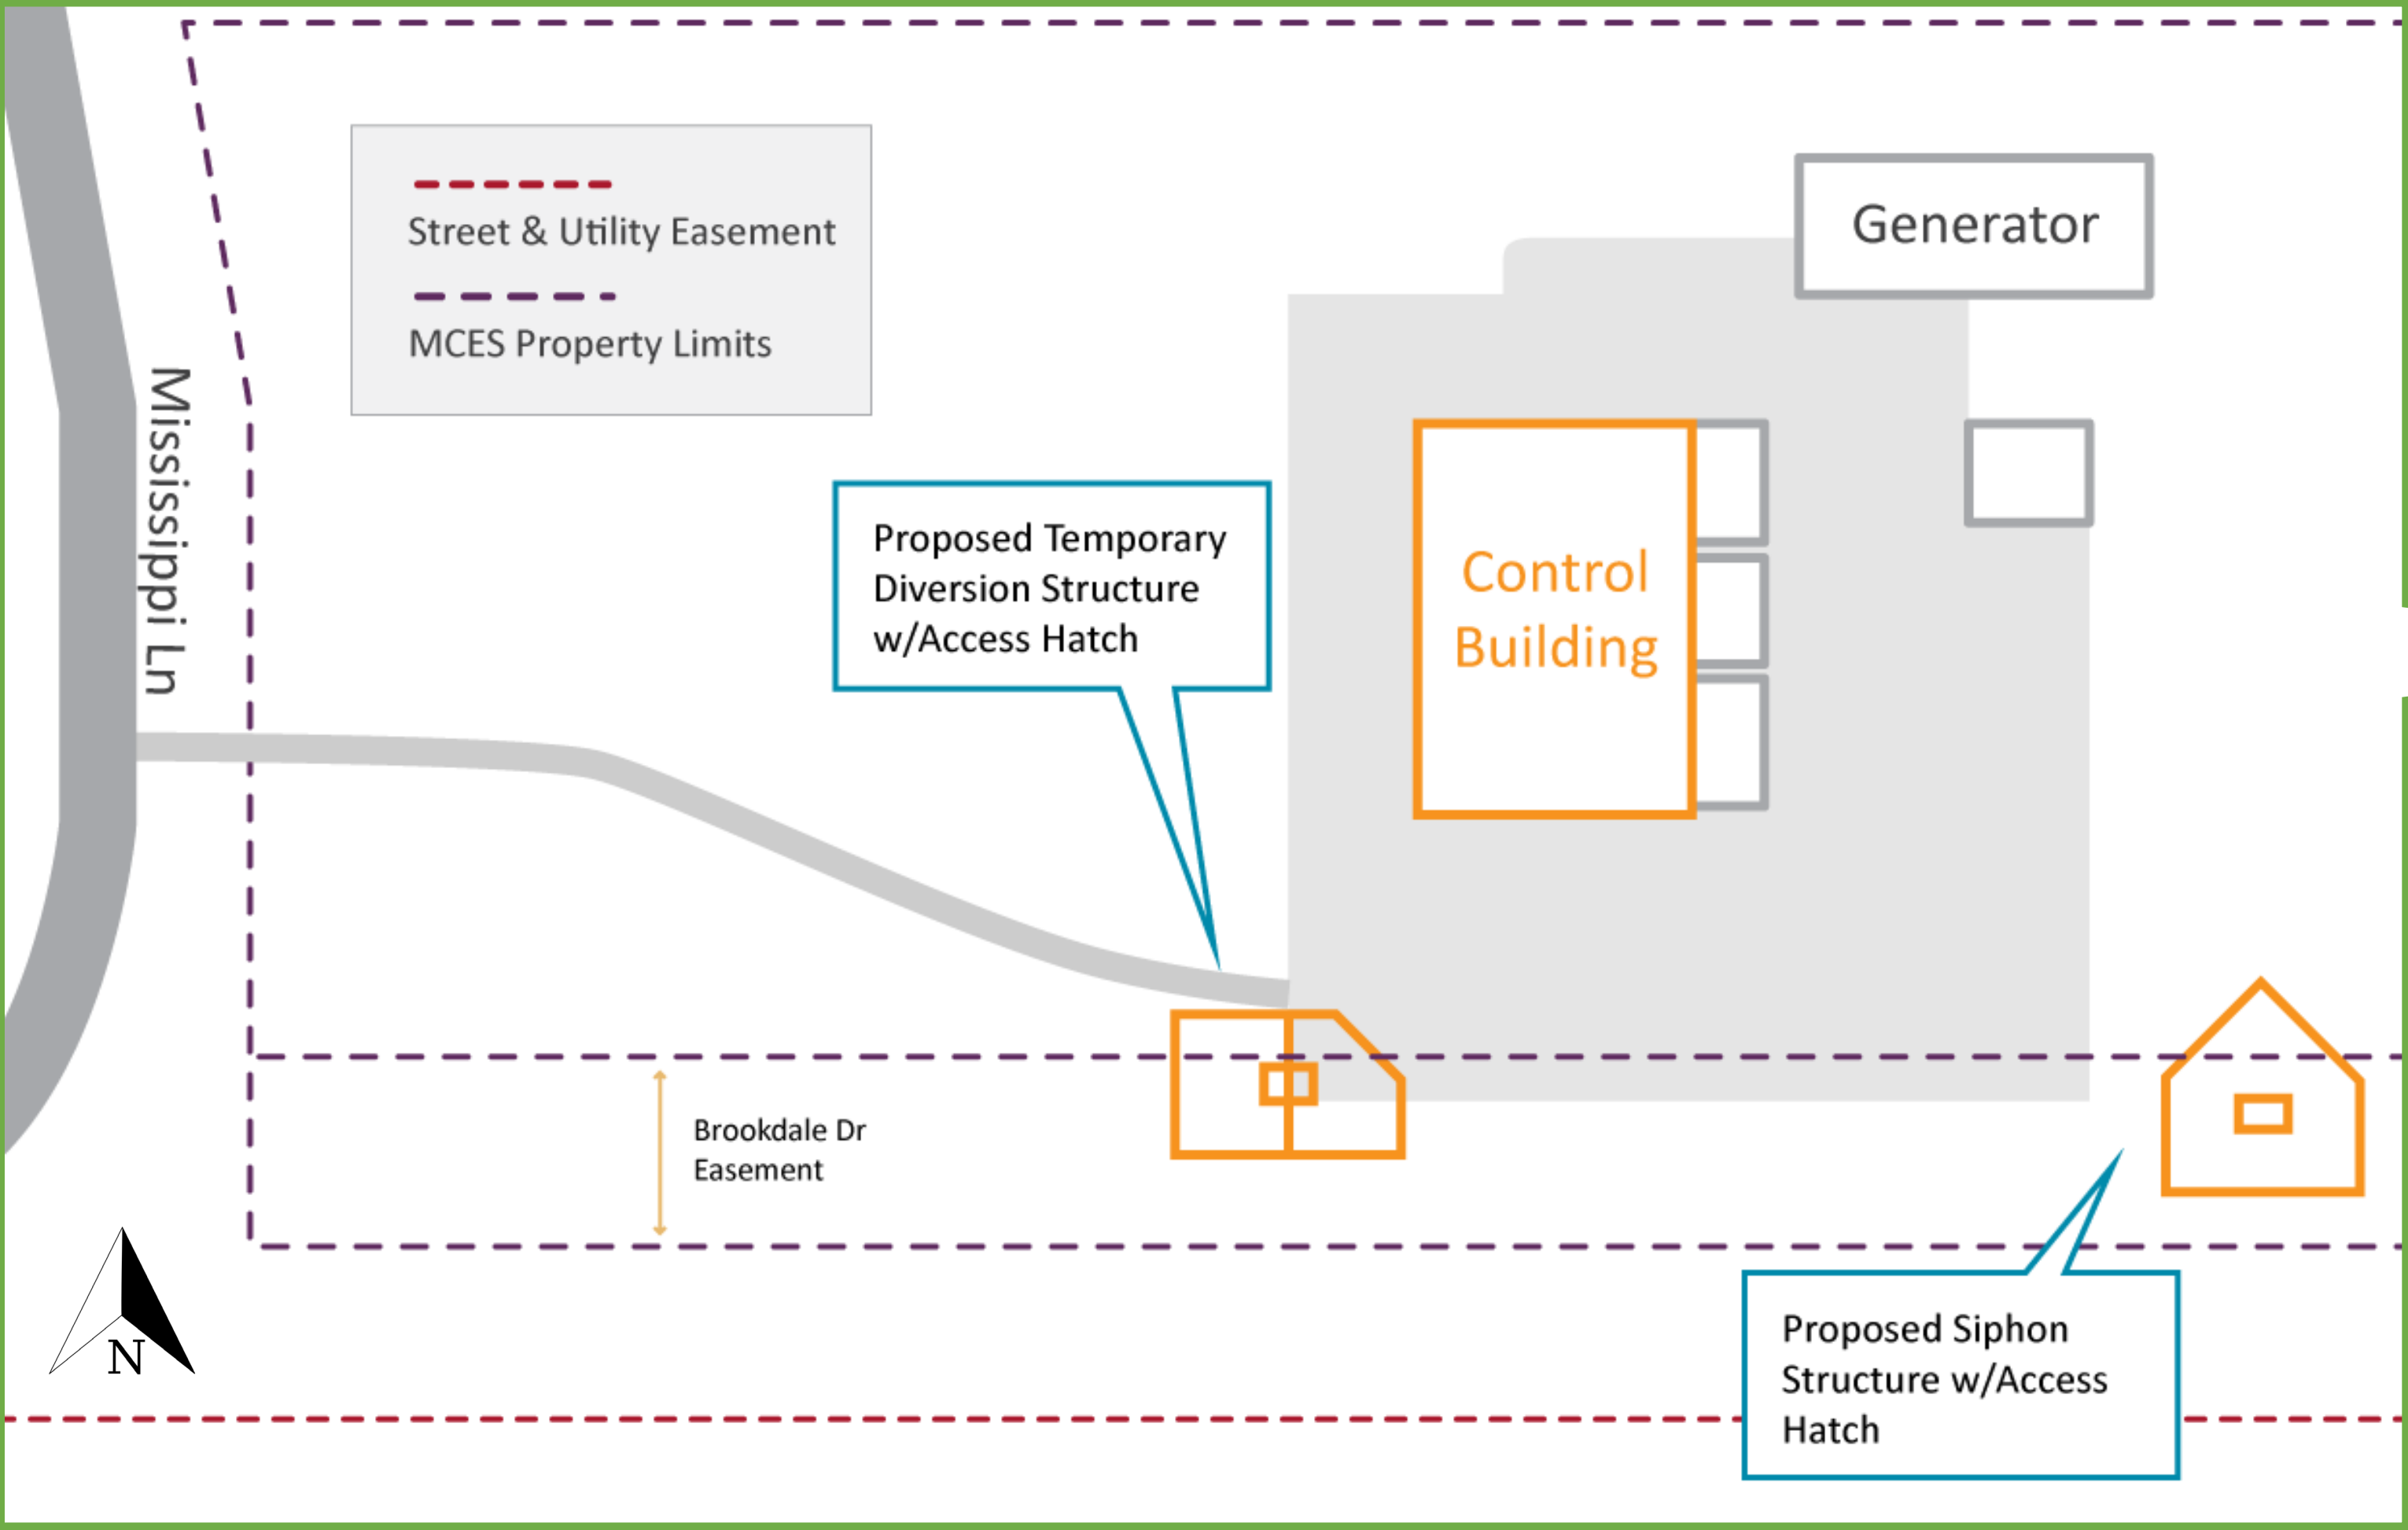 Street & Utility Easement
MCES Property Limits
Generator
Mississippi Ln
Proposed Temporary
Diversion Structure
w/Access Hatch
Control
Building
Brookdale Dr
Easement
N
Proposed Siphon
Structure w/Access
Hatch